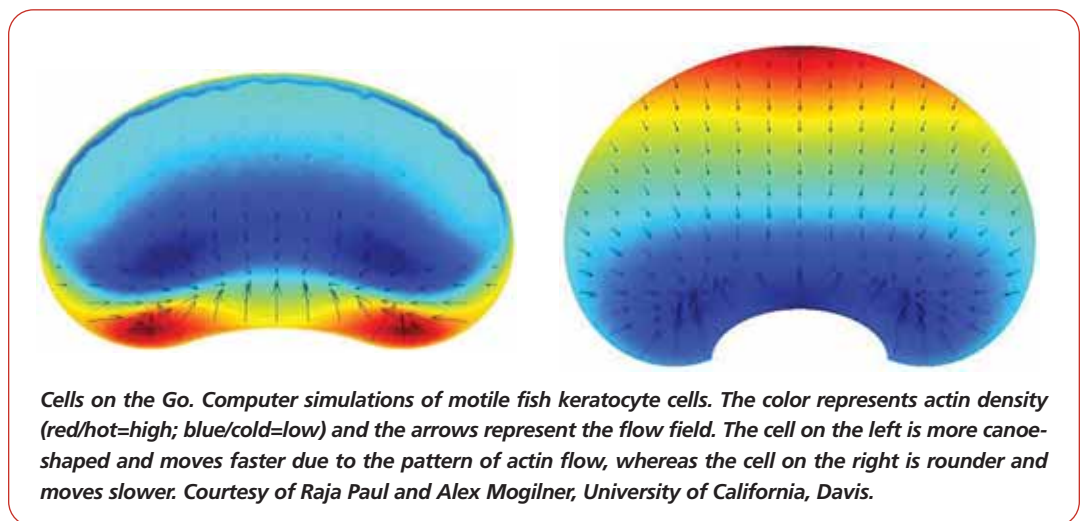 Cells on the Go. Computer simulations of motile fish keratocyte cells. The color represents actin density
(red/hot=high; blue/cold=low) and the arrows represent the flow field. The cell on the left is more canoe-
shaped and moves faster due to the pattern of actin flow, whereas the cell on the right is rounder and
moves slower. Courtesy of Raja Paul and Alex Mogilner, University of California, Davis.